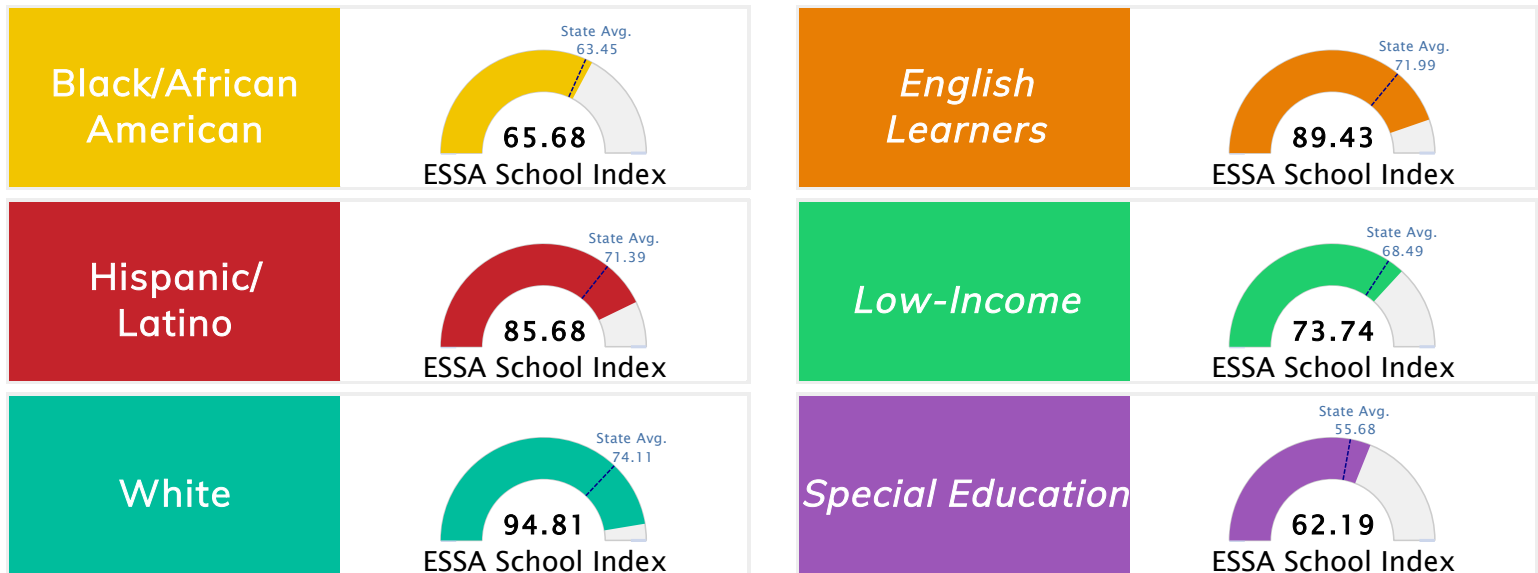 Black/African
American
State Avg.
63.45
65.68
ESSA School Index
English
Learners
State Avg.
71.99
89.43
ESSA School Index
Hispanic/
Latino
State Avg.
71.39
85.68
ESSA School Index
Low-Income
State Avg.
68.49
73.74
ESSA School Index
White
State Avg.
74.11
94.81
ESSA School Index
Special Education
State Avg.
55.68
62.19
ESSA School Index